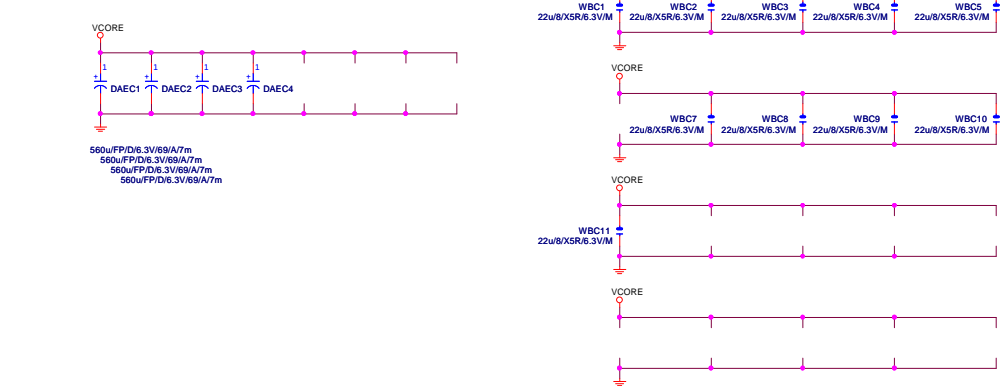 WBC1
22u/8/X5R/6.3V/M
WBC2
22u/8/X5R/6.3V/M
WBC3
22u/8/X5R/6.3V/M
WBC4
22u/8/X5R/6.3V/M
WBC5
22u/8/X5R/6.3V/M
VCORE
1
1
1
1
+
+
+
+
DAEC1
DAEC2
DAEC3
DAEC4
560u/FP/D/6.3V/69/A/7m
560u/FP/D/6.3V/69/A/7m
560u/FP/D/6.3V/69/A/7m
560u/FP/D/6.3V/69/A/7m
VCORE
WBC7
22u/8/X5R/6.3V/M
WBC8
22u/8/X5R/6.3V/M
WBC9
22u/8/X5R/6.3V/M
WBC10
22u/8/X5R/6.3V/M
VCORE
WBC11
22u/8/X5R/6.3V/M
VCORE